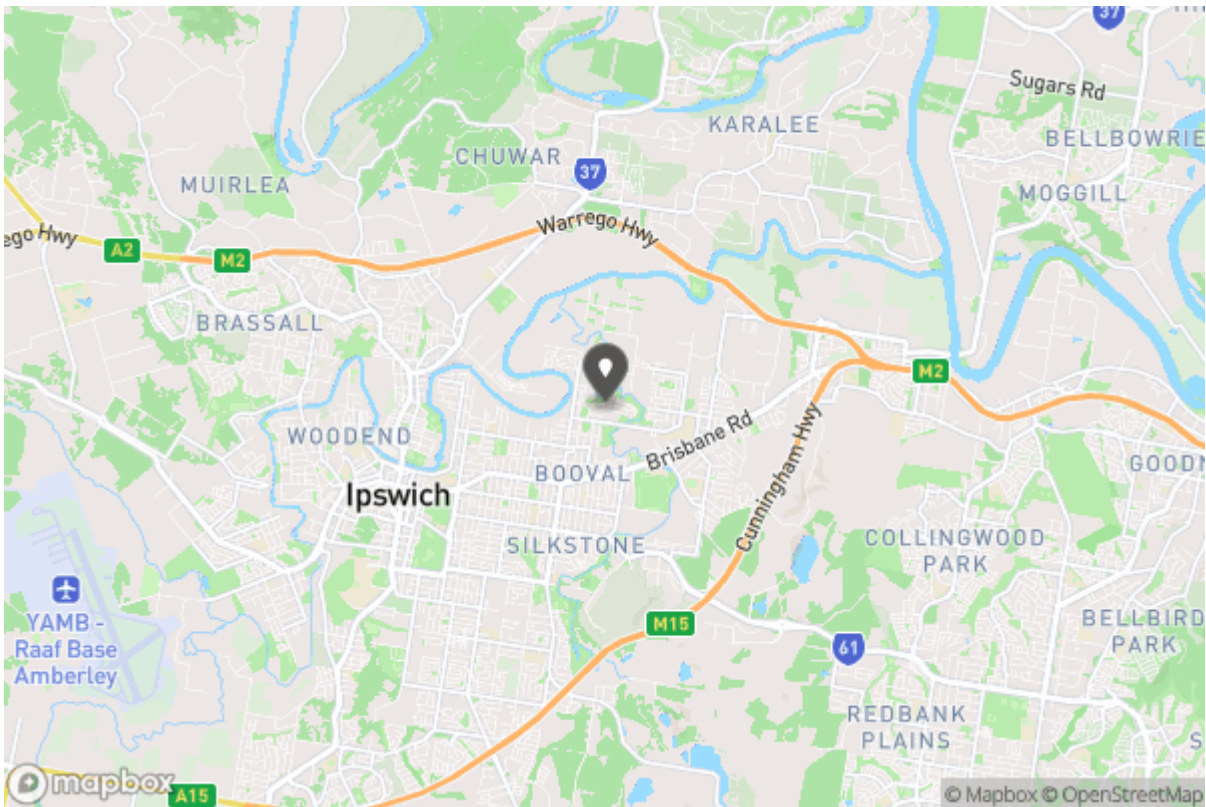 37
Sugars Rd
KARALEE
BELLBOWRIE
CHUWAR
37
MUIRLEA
MOGGILL
Warrego Hwy
ego Hwy
A2
M2
BRASSALL
M2
WOODEND
Brisbane Rd
Cunningham Hwy
GOODN
BOOVAL
Ipswich
SILKSTONE
COLLINGWOOD
PARK
YAMB -
Raaf Base
Amberley
M15
BELLBIRD
PARK
61
REDBANK
PLAINS
S
mapbox
A15
© Mapbox © OpenStreetMap